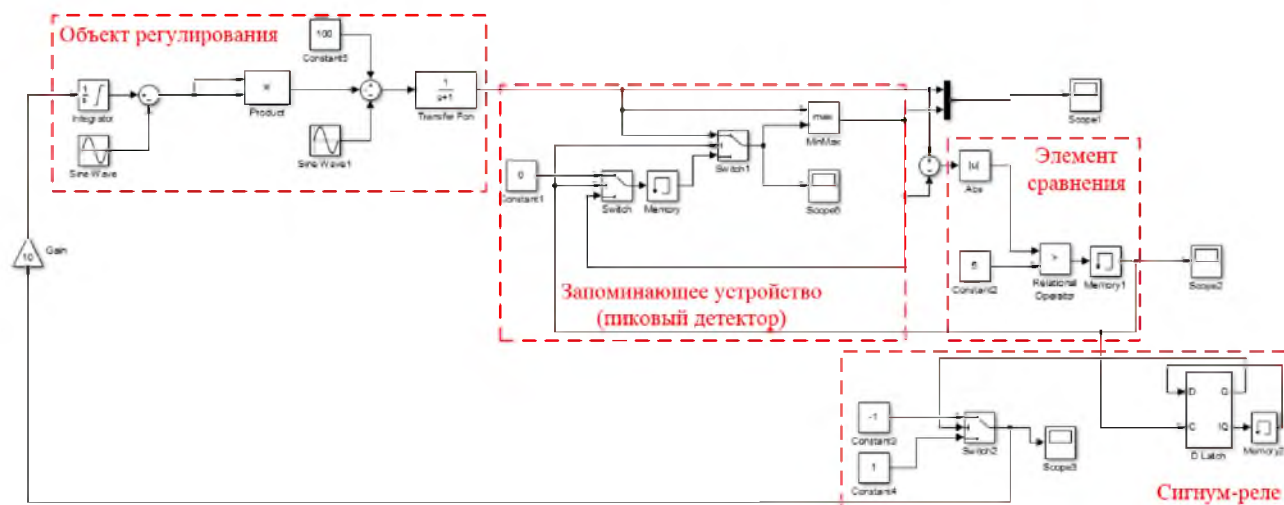 Объект регулирования
100
Constant5
1
s
Integrator
×
Product
1
s+1
Transfer Fcn
Sine Wave
Sine Wave1
max
MinMax
Scope1
Switch1
0
Constant1
Switch
Memory
Scope5
Элемент
сравнения
|u|
Abs
10
Gain
5
Constant2
>
Relational
Operator
Memory1
Scope2
Запоминающее устройство
(пиковый детектор)
-1
Constant3
1
Constant4
Switch2
Scope3
D
Q
C
!Q
D Latch
Memory2
Сигнум-реле